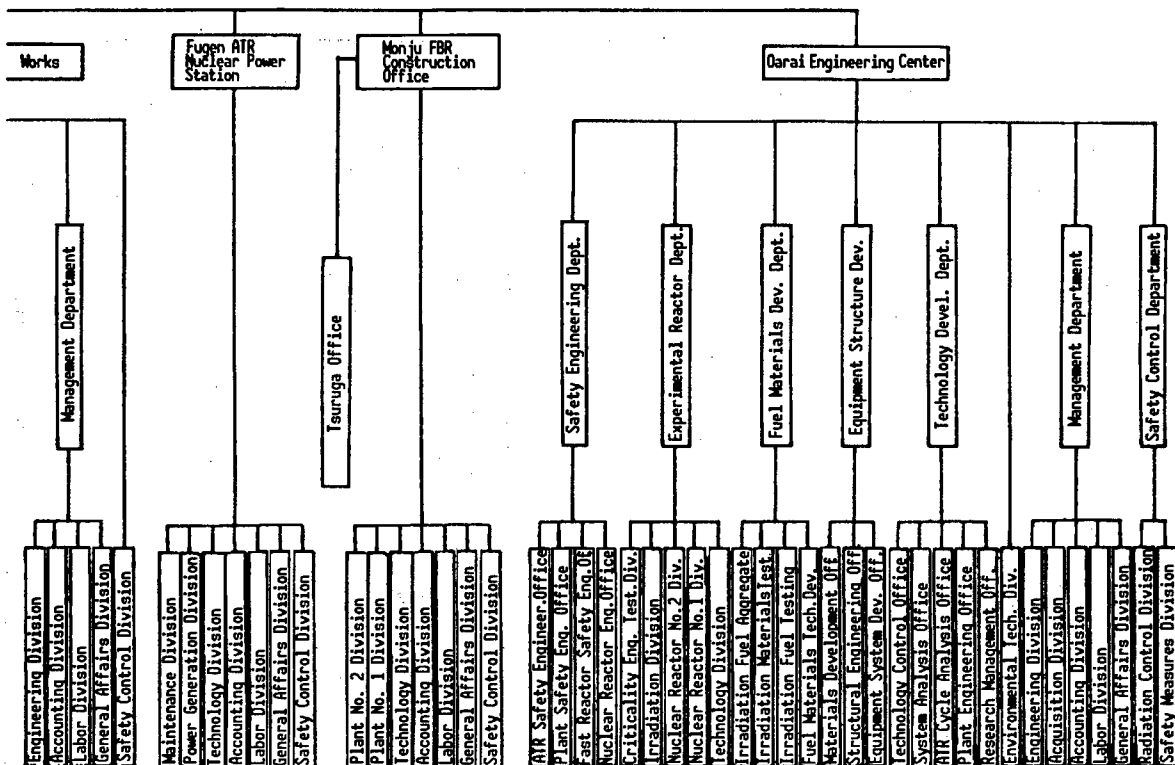 Works
Fugen ATR
Nuclear Power
Station
Monju FBR
Construction
Office
Oarai Engineering Center
Management Department
Tsuruga Office
Safety Engineering Dept.
Experimental Reactor Dept.
Fuel Materials Dev. Dept.
Equipment Structure Dev.
Technology Devel. Dept.
Management Department
Safety Control Department
Engineering Division
Accounting Division
Labor Division
General Affairs Division
Safety Control Division
Maintenance Division
Power Generation Division
Technology Division
Accounting Division
Labor Division
General Affairs Division
Safety Control Division
Plant No. 2 Division
Plant No. 1 Division
Technology Division
Accounting Division
Labor Division
General Affairs Division
Safety Control Division
ATR Safety Engineer.Office
Plant Safety Eng. Office
Fast Reactor Safety Eng.Of
Nuclear Reactor Eng.Office
Criticality Eng. Test.Div.
Irradiation Division
Nuclear Reactor No.2 Div.
Nuclear Reactor No.1 Div.
Technology Division
Irradiation Fuel Aggregate
Irradiation MaterialsTest.
Irradiation Fuel Testing
Fuel Materials Tech.Dev.
Materials Development Off.
Structural Engineering Off.
Equipment System Dev. Off.
Technology Control Office
System Analysis Office
ATR Cycle Analysis Office
Plant Engineering Office
Research Management Off.
Environmental Tech. Div.
Engineering Division
Acquisition Division
Accounting Division
Labor Division
General Affairs Division
Radiation Control Division
Safety Measures Division